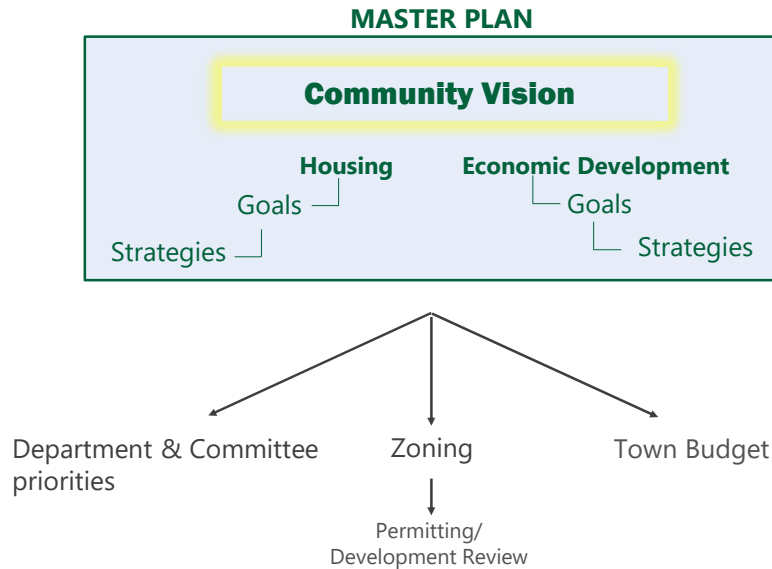 MASTER PLAN
Community Vision
Housing
Economic Development
Goals
Goals
Strategies
Strategies
Department & Committee
priorities
Zoning
Town Budget
Permitting/
Development Review